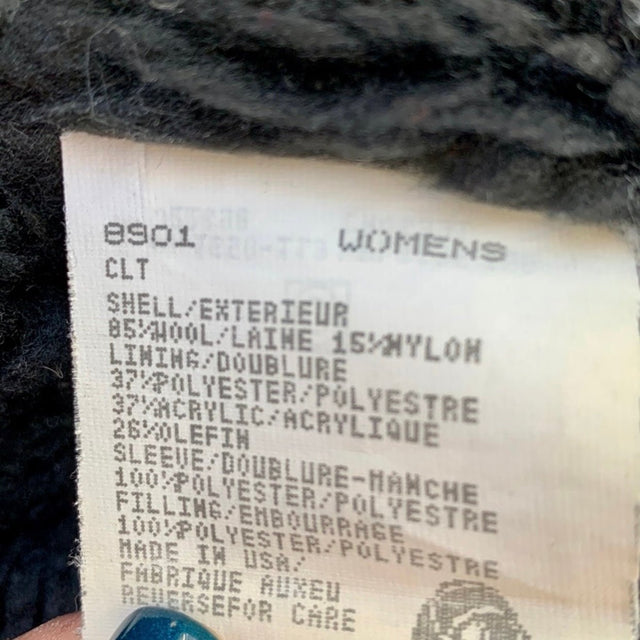 8901 WOMENS
CLT
SHELL/EXTERIEUR
85%WOOL/LAINE 15%NYLON
LINING/DOUBLURE
37%POLYESTER/POLYESTRE
37%ACRYLIC/ACRYLIQUE
26%OLEFIN
SLEEVE/DOUBLURE-MANCHE
100%POLYESTER/POLYESTRE
FILLING/EMBOURRAGE
100%POLYESTER/POLYESTRE
MADE IN USA/
FABRIQUE AUXEU
FOR CARE